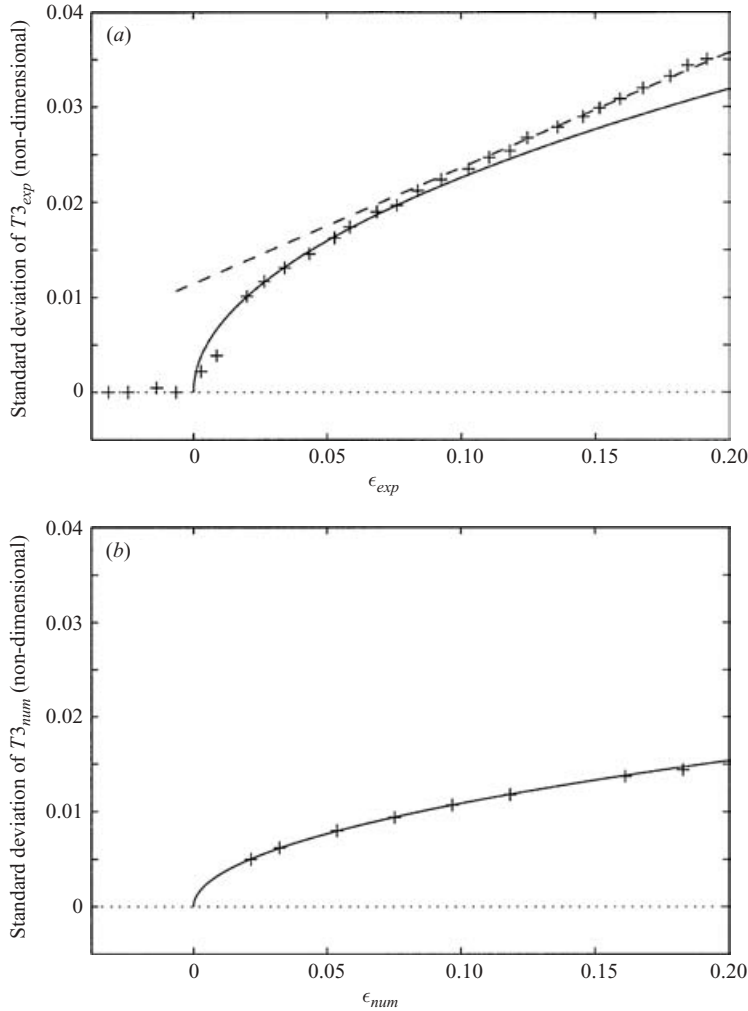 0.04
(a)
0.03
0.02
0.01
0
Standard deviation of T3exp (non-dimensional)
0 0.05 0.10 0.15 0.20
ϵexp
0.04
(b)
0.03
0.02
0.01
0
Standard deviation of T3num (non-dimensional)
0 0.05 0.10 0.15 0.20
ϵnum